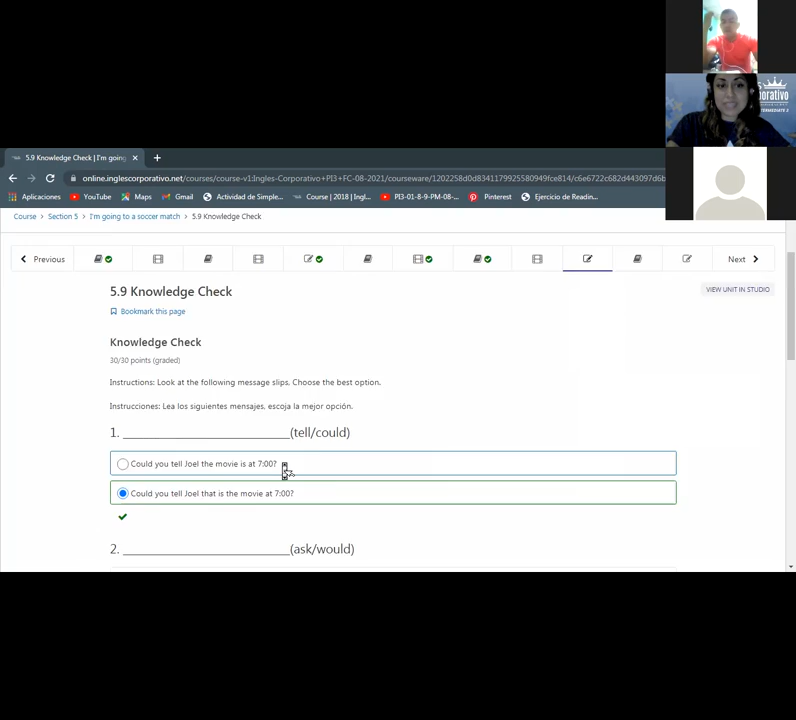 5.9 Knowledge Check | I'm going
online.inglescorporativo.net/courses/course-v1:Ingles-Corporativo+PI3+FC-08-2021/courseware/1202258d0d8341179925580949fce814/c6e6722c682d443097d6b
Aplicaciones YouTube Maps Gmail Actividad de Simple... Course | 2018 | Ingl... PI3-01-8-9-PM-08-... Pinterest Ejercicio de Readin...
orporativo
TERMEDIATE 3
Course Section 5 I'm going to a soccer match 5.9 Knowledge Check
Previous Next
5.9 Knowledge Check
VIEW UNIT IN STUDIO
Bookmark this page
Knowledge Check
30/30 points (graded)
Instructions: Look at the following message slips, Choose the best option.
Instrucciones: Lea los siguientes mensajes, escoja la mejor opción.
1. __________________________(tell/could)
Could you tell Joel the movie is at 7:00?
Could you tell Joel that is the movie at 7:00?
2. __________________________(ask/would)